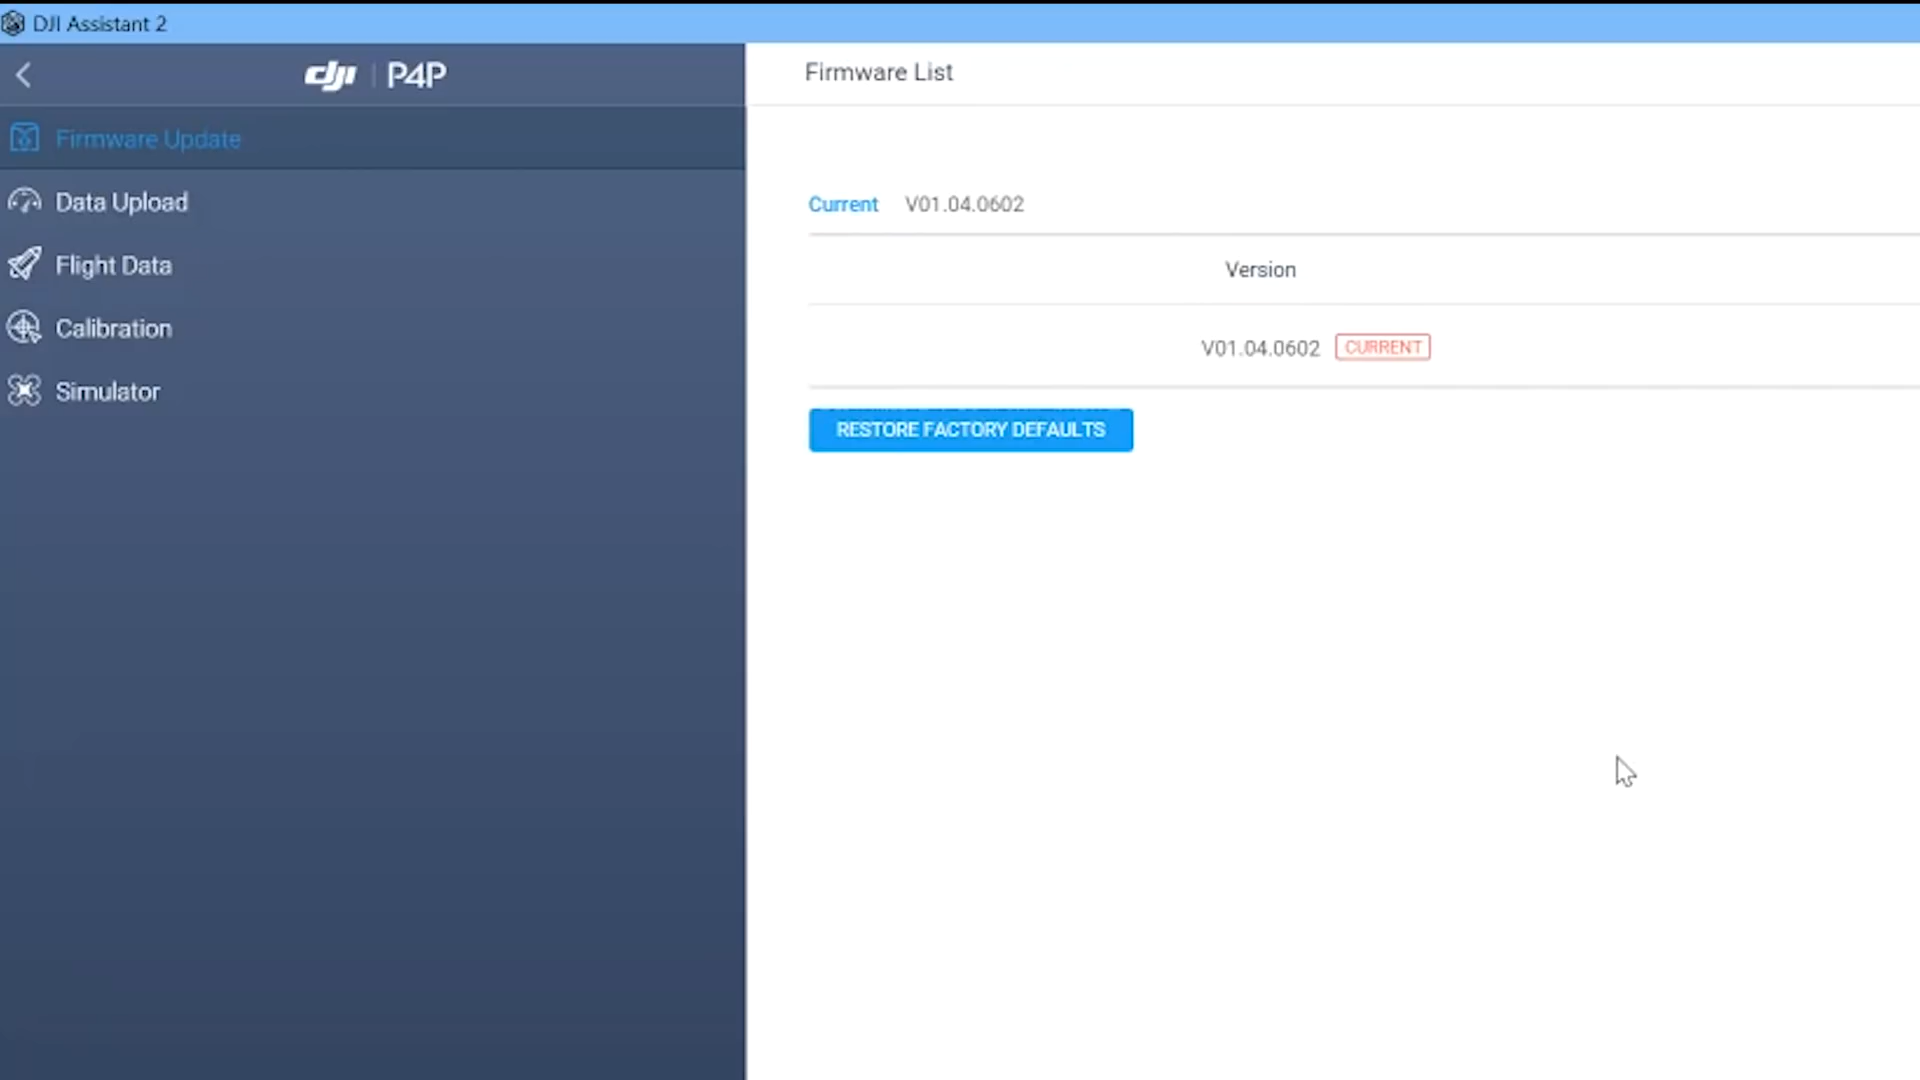 DJI Assistant 2
dji | P4P
Firmware Update
Data Upload
Flight Data
Calibration
Simulator
Firmware List
Current V01.04.0602
Version
V01.04.0602 CURRENT
RESTORE FACTORY DEFAULTS